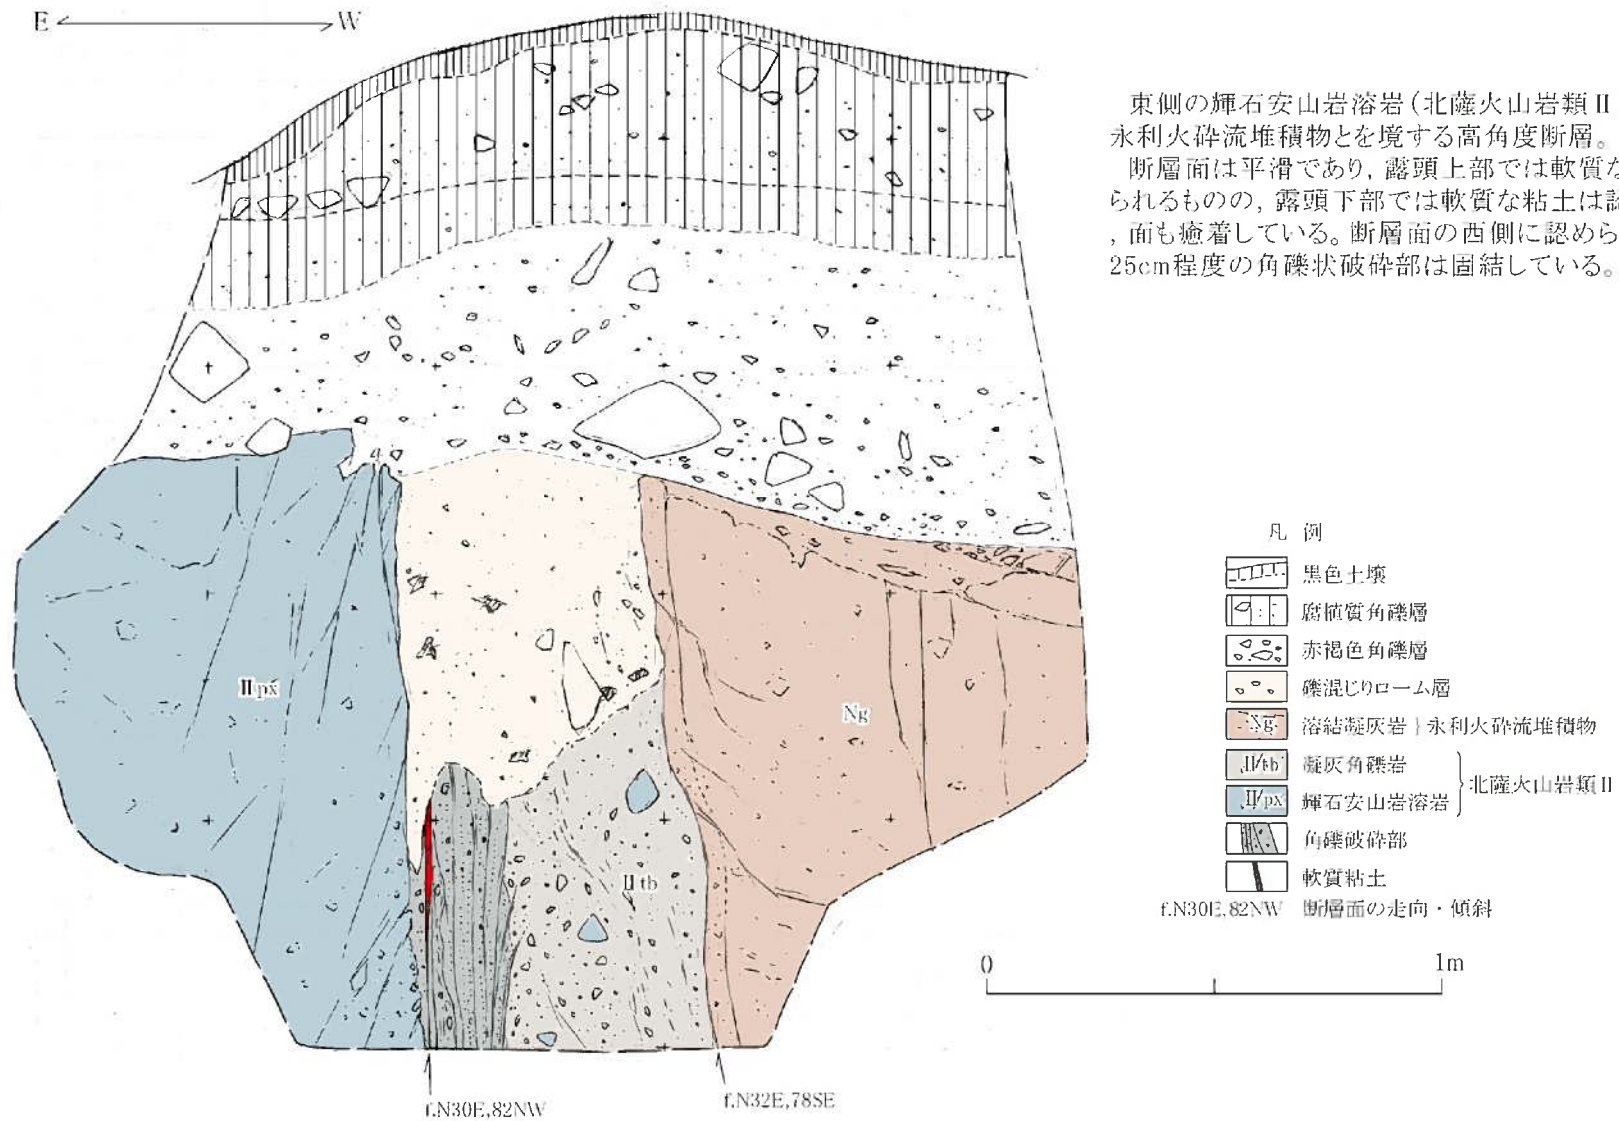 E W
東側の輝石安山岩溶岩(北薩火山岩類Ⅱ
永利火砕流堆積物とを境する高角度断層。
断層面は平滑であり, 露頭上部では軟質な
られるものの, 露頭下部では軟質な粘土は
, 面も癒着している。断層面の西側に認めら
25cm程度の角礫状破砕部は固結している。
Ⅱpx
Ng
Ⅱtb
凡 例
黒色土壌
腐植質角礫層
赤褐色角礫層
礫混じりローム層
Ng 溶結凝灰岩 } 永利火砕流堆積物
Ⅱtb 凝灰角礫岩
北薩火山岩類Ⅱ
Ⅱpx 輝石安山岩溶岩
角礫破砕部
軟質粘土
f.N30E,82NW 断層面の走向・傾斜
0 1m
f.N30E,82NW
f.N32E,78SE